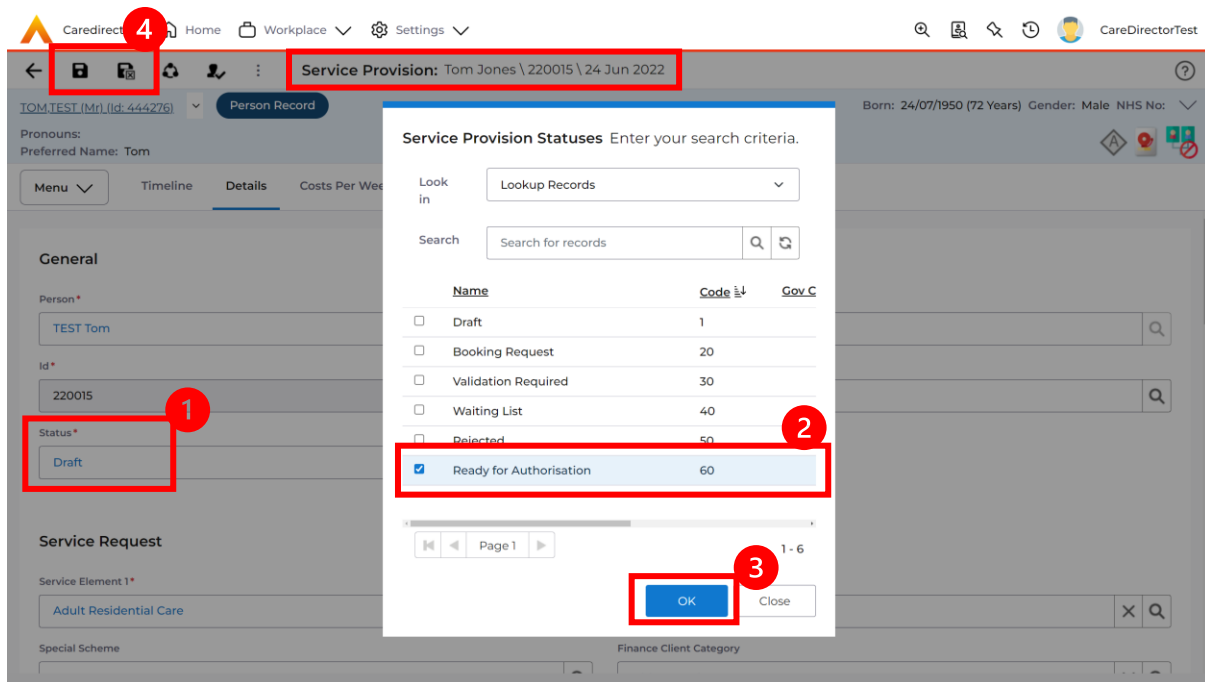 Caredirect 4 Home Workplace Settings CareDirectorTest
Service Provision: Tom Jones \ 220015 \ 24 Jun 2022 ?
TOM,TEST (Mr) (Id: 444276) Person Record Born: 24/07/1950 (72 Years) Gender: Male NHS No:
Pronouns:
Preferred Name: Tom
A
Menu Timeline Details Costs Per Wee
General
Person*
TEST Tom
Id*
220015
1
Status*
Draft
Service Request
Service Element 1*
Adult Residential Care
Special Scheme Finance Client Category
Service Provision Statuses Enter your search criteria.
Look
in
Lookup Records
Search Search for records
Name Code Gov C
Draft 1
Booking Request 20
Validation Required 30
Waiting List 40
2
Rejected 50
Ready for Authorisation 60
Page 1
1 - 6
3
OK Close